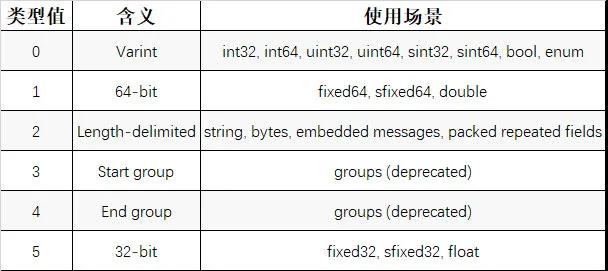 类型值 含义 使用场景
0 Varint int32, int64, uint32, uint64, sint32, sint64, bool, enum
1 64-bit fixed64, sfixed64, double
2 Length-delimited string, bytes, embedded messages, packed repeated fields
3 Start group groups (deprecated)
4 End group groups (deprecated)
5 32-bit fixed32, sfixed32, float